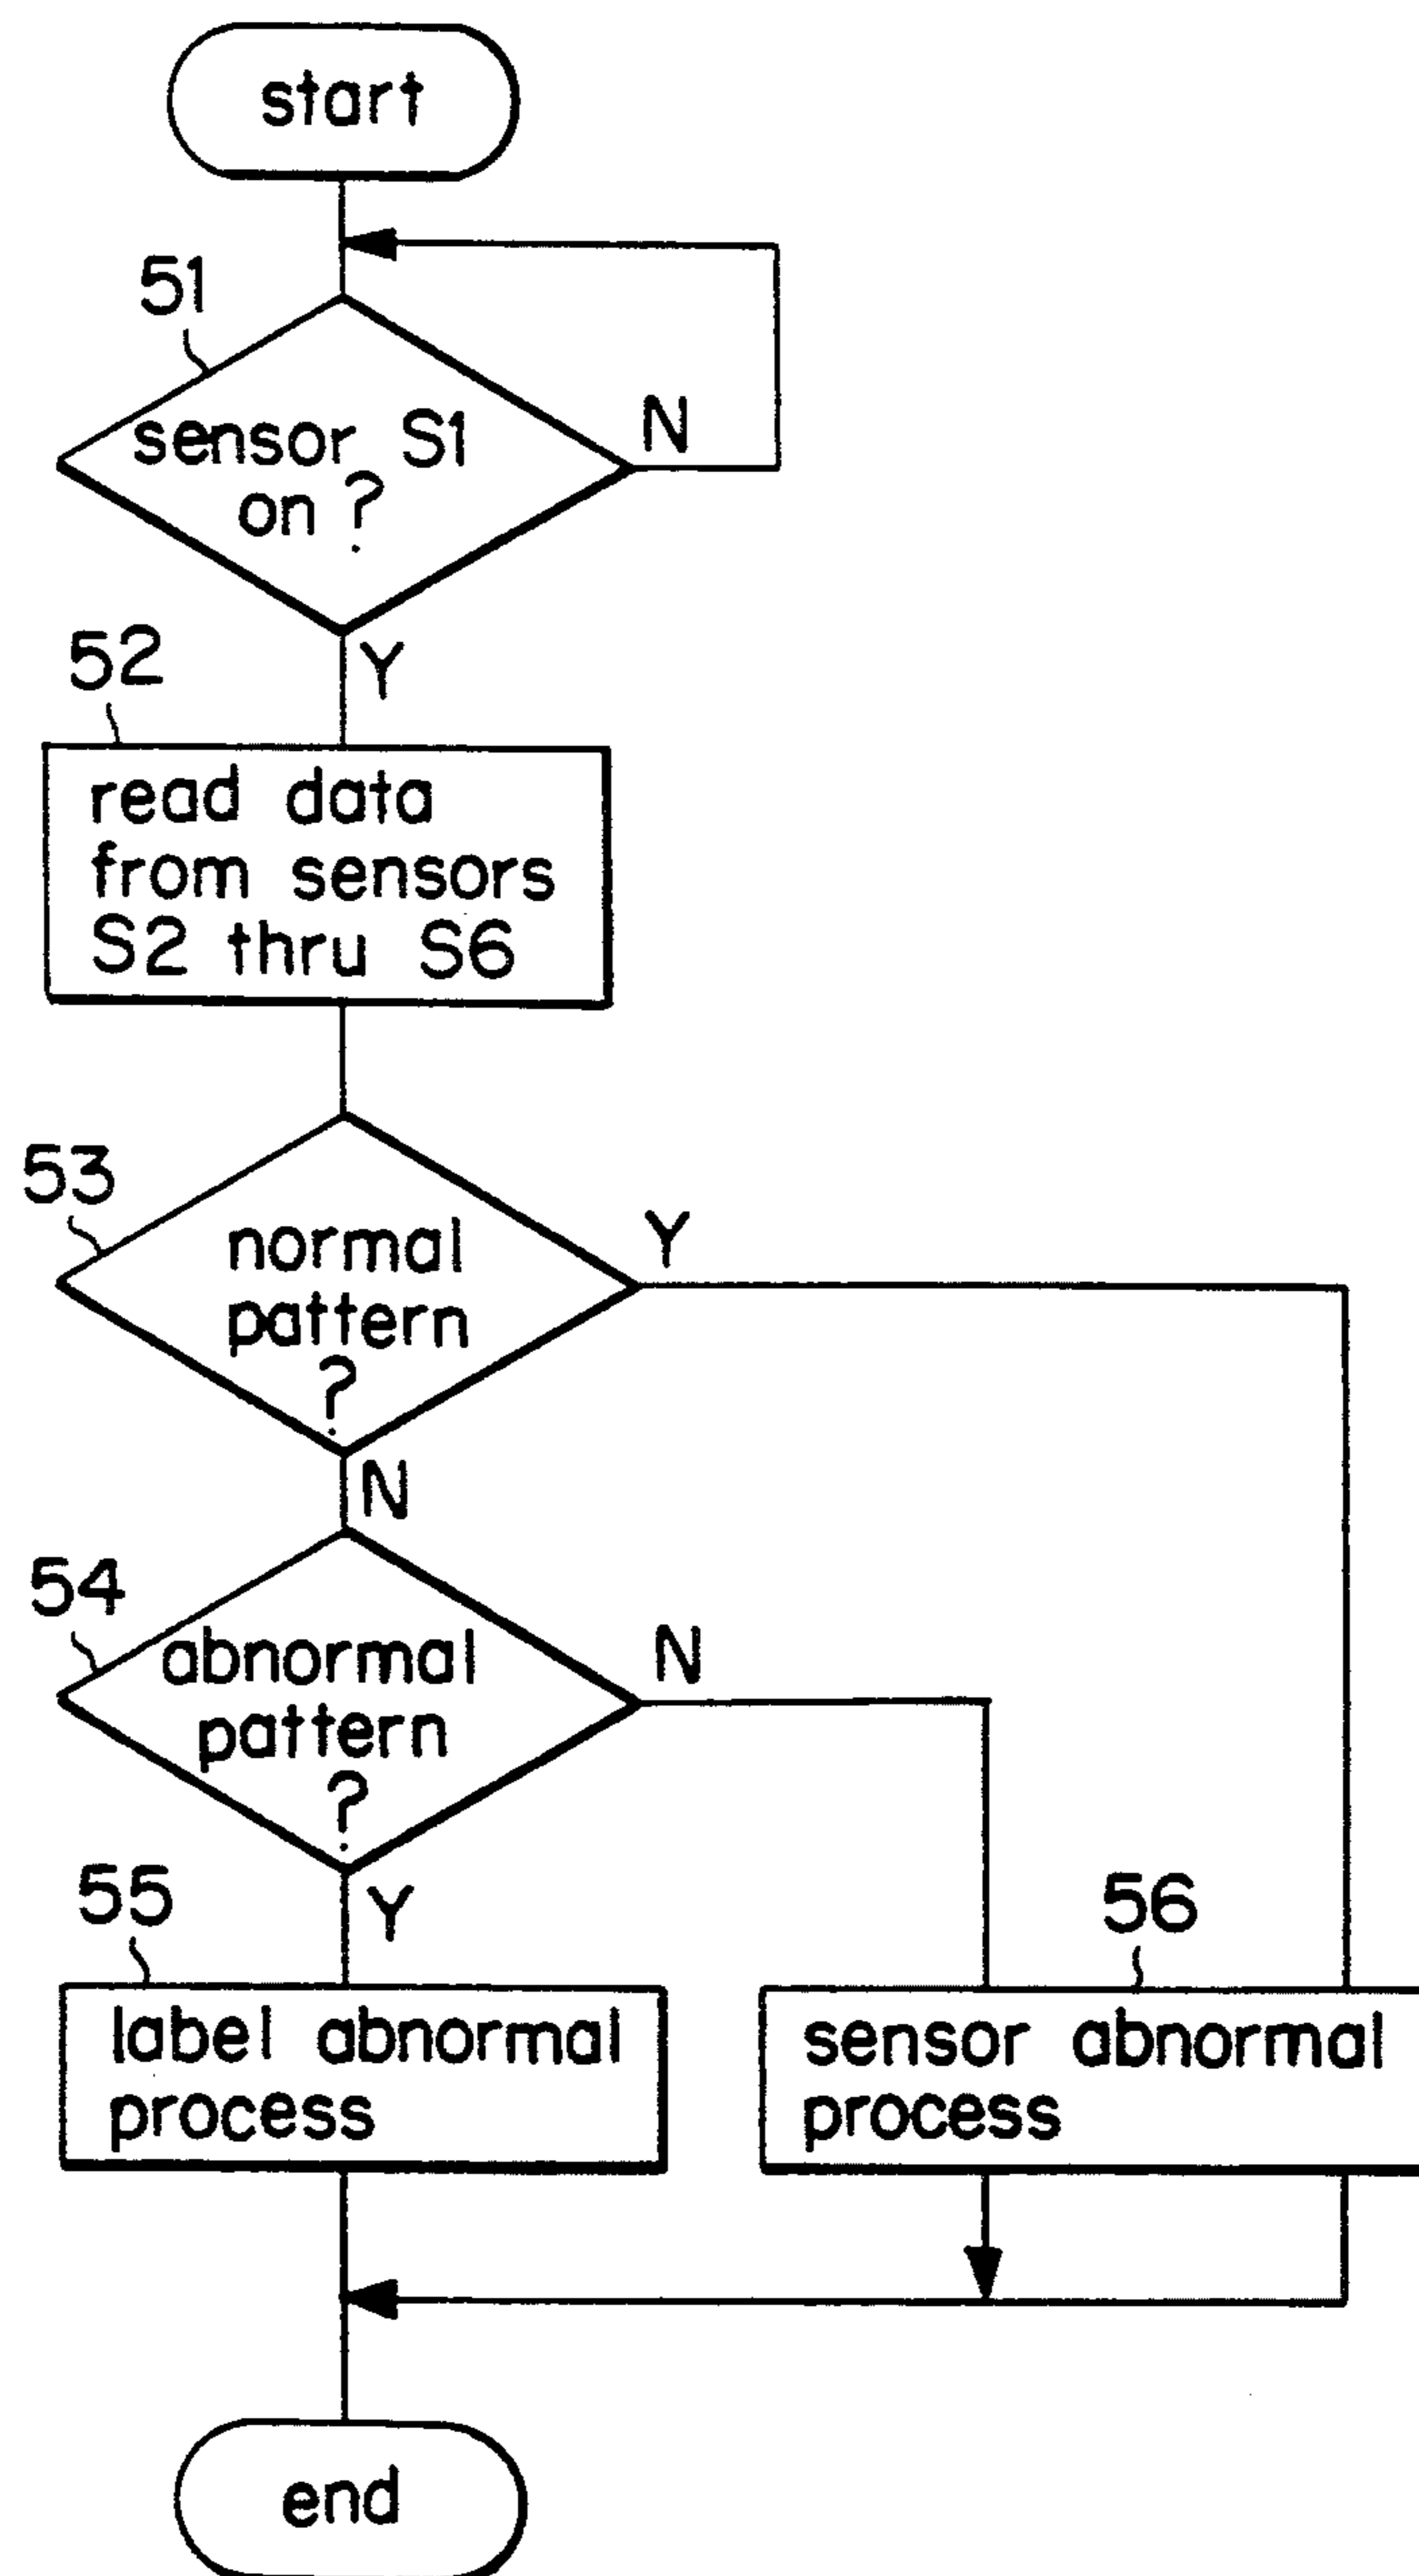 start
51
sensor S1
on ?
N
Y
52
read data
from sensors
S2 thru S6
53
normal
pattern
?
Y
N
54
abnormal
pattern
?
N
Y
55
label abnormal
process
56
sensor abnormal
process
end